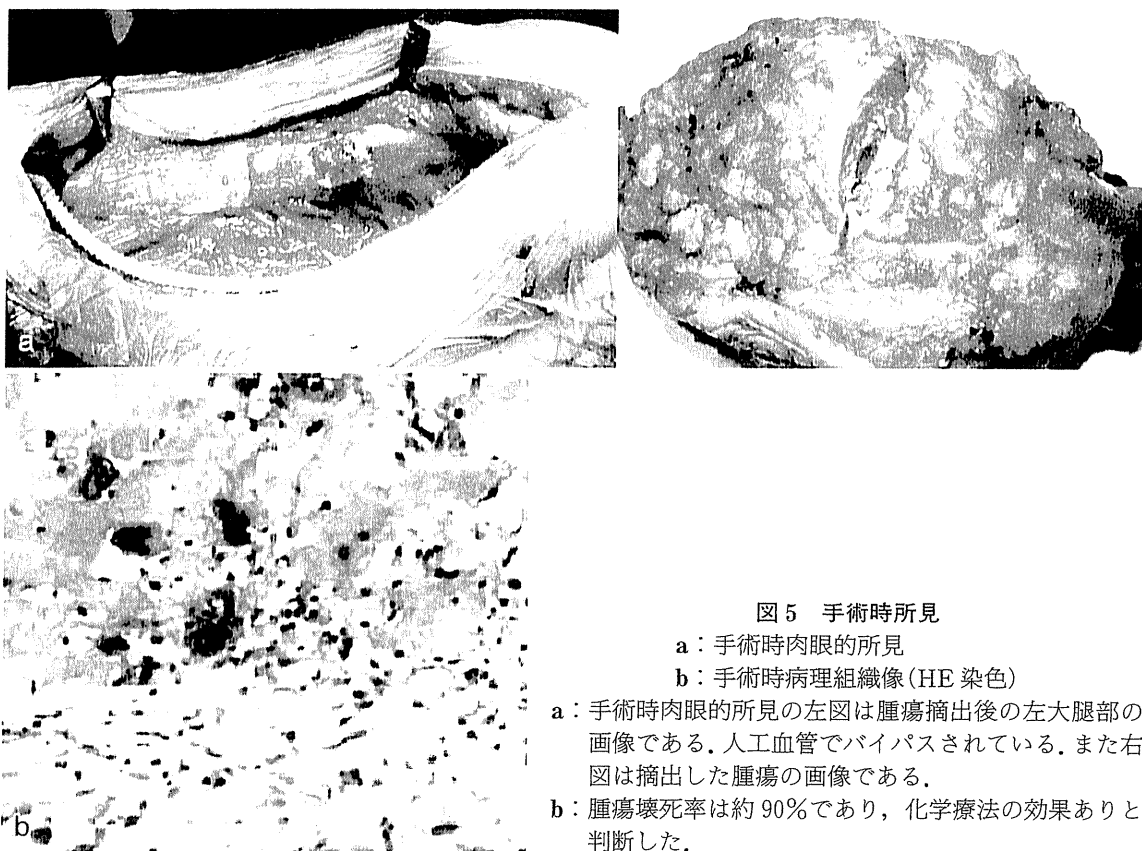 a
b
図5 手術時所見
a：手術時肉眼的所見
b：手術時病理組織像(HE 染色)
a：手術時肉眼的所見の左図は腫瘍摘出後の左大腿部の
画像である．人工血管でバイパスされている．また右
図は摘出した腫瘍の画像である．
b：腫瘍壊死率は約 90%であり，化学療法の効果ありと
判断した．